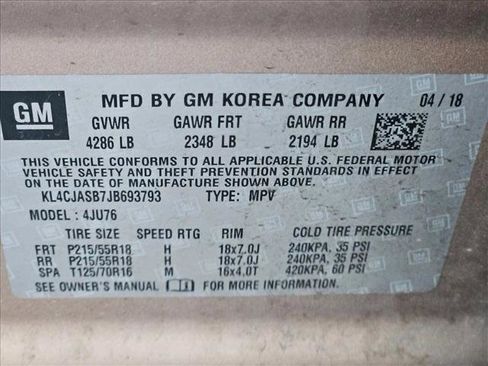 GM MFD BY GM KOREA COMPANY 04/18
GVWR GAWR FRT GAWR RR
4286 LB 2348 LB 2194 LB
THIS VEHICLE CONFORMS TO ALL APPLICABLE U.S. FEDERAL MOTOR
VEHICLE SAFETY AND THEFT PREVENTION STANDARDS IN EFFECT
ON THE DATE OF MANUFACTURE SHOWN ABOVE.
KL4CJASB7JB693793 TYPE: MPV
MODEL: 4JU76
TIRE SIZE SPEED RTG RIM COLD TIRE PRESSURE
FRT P215/55R18 H 18x7.0J 240KPA, 35 PSI
RR P215/55R18 H 18x7.0J 240KPA, 35 PSI
SPA T125/70R16 M 16x4.0T 420KPA, 60 PSI
SEE OWNER'S MANUAL FOR MORE INFORMATION.